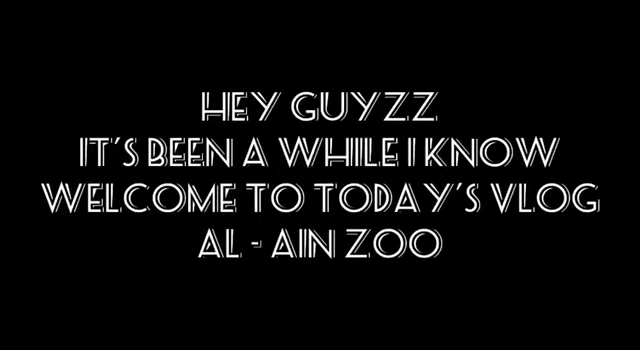 HEY GUYZZ
IT'S BEEN A WHILE I KNOW
WELCOME TO TODAY'S VLOG
AL - AIN ZOO